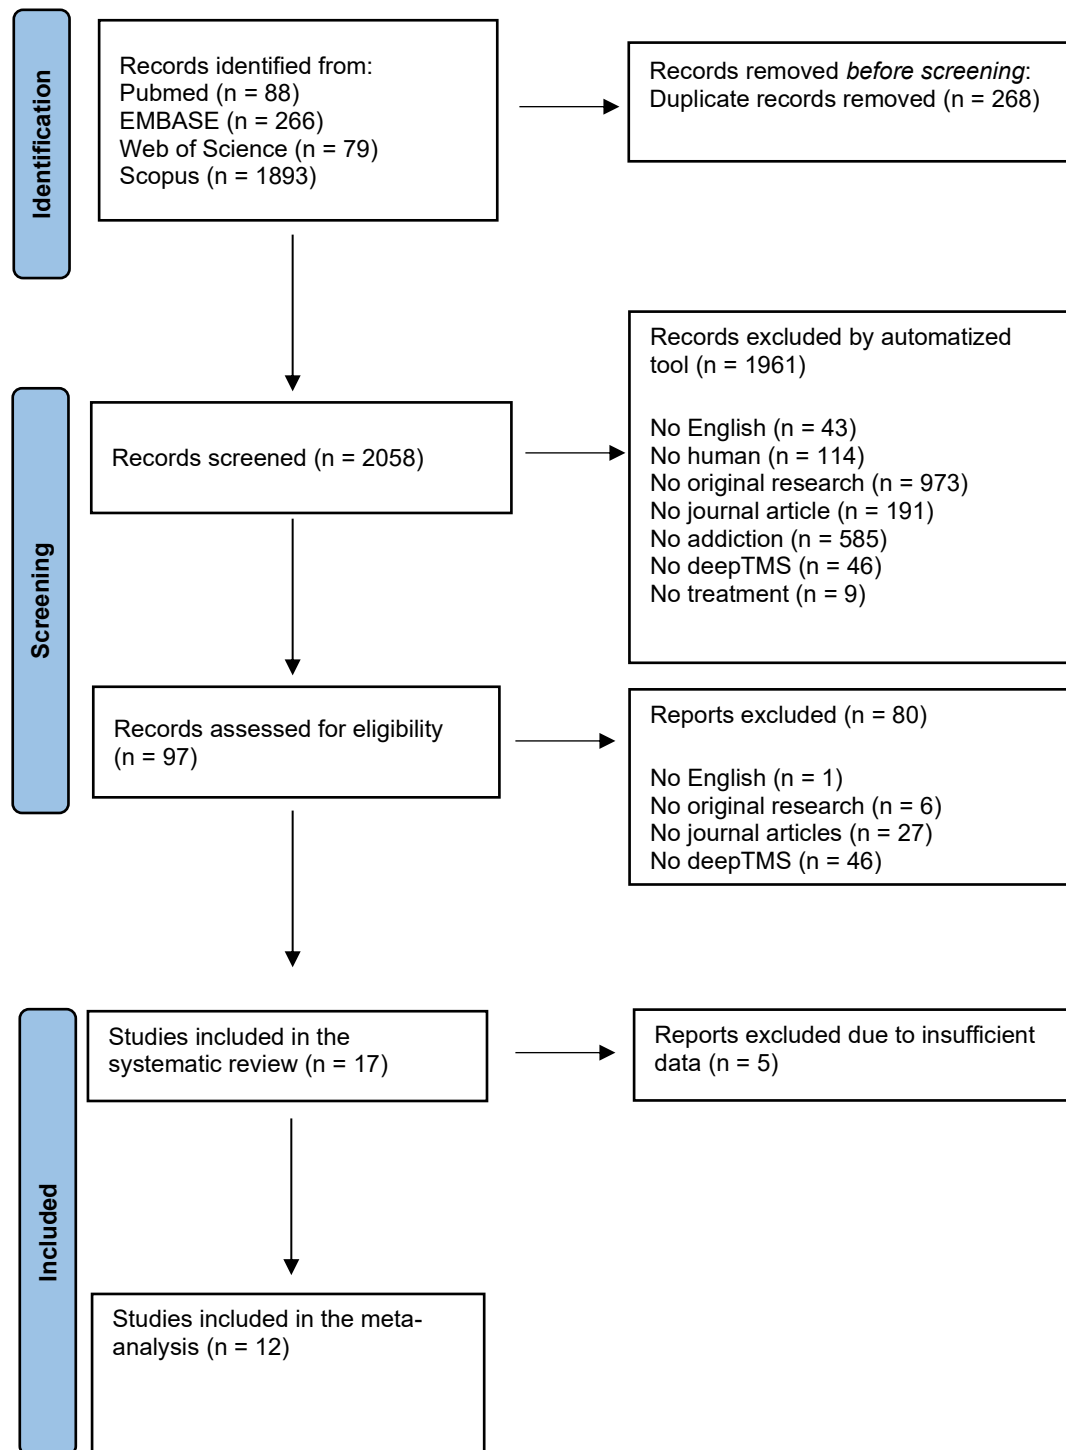 Identification
Records identified from:
Pubmed (n = 88)
EMBASE (n = 266)
Web of Science (n = 79)
Scopus (n = 1893)
Records removed before screening:
Duplicate records removed (n = 268)
Screening
Records screened (n = 2058)
Records excluded by automatized
tool (n = 1961)
No English (n = 43)
No human (n = 114)
No original research (n = 973)
No journal article (n = 191)
No addiction (n = 585)
No deepTMS (n = 46)
No treatment (n = 9)
Records assessed for eligibility
(n = 97)
Reports excluded (n = 80)
No English (n = 1)
No original research (n = 6)
No journal articles (n = 27)
No deepTMS (n = 46)
Included
Studies included in the
systematic review (n = 17)
Reports excluded due to insufficient
data (n = 5)
Studies included in the meta-
analysis (n = 12)